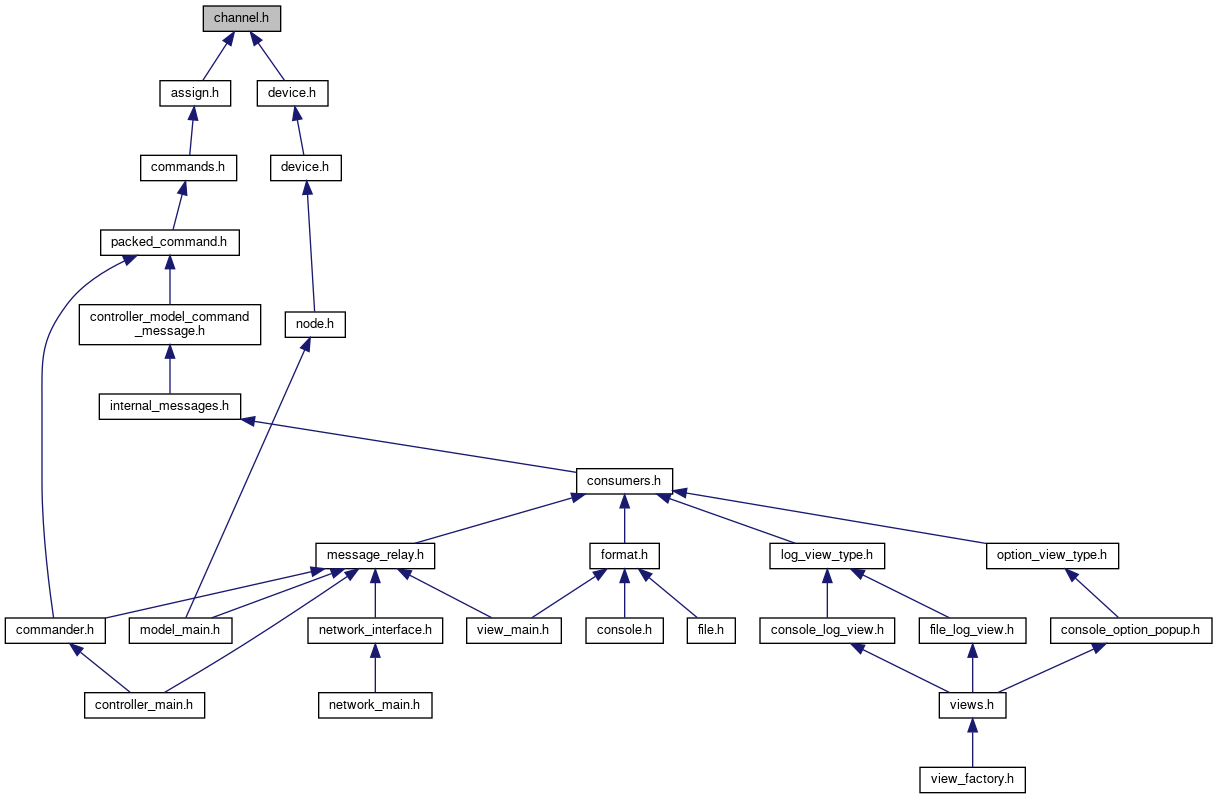 channel.h
assign.h
device.h
commands.h
device.h
packed_command.h
controller_model_command
_message.h
node.h
internal_messages.h
consumers.h
message_relay.h
format.h
log_view_type.h
option_view_type.h
commander.h
model_main.h
network_interface.h
view_main.h
console.h
file.h
console_log_view.h
file_log_view.h
console_option_popup.h
controller_main.h
network_main.h
views.h
view_factory.h